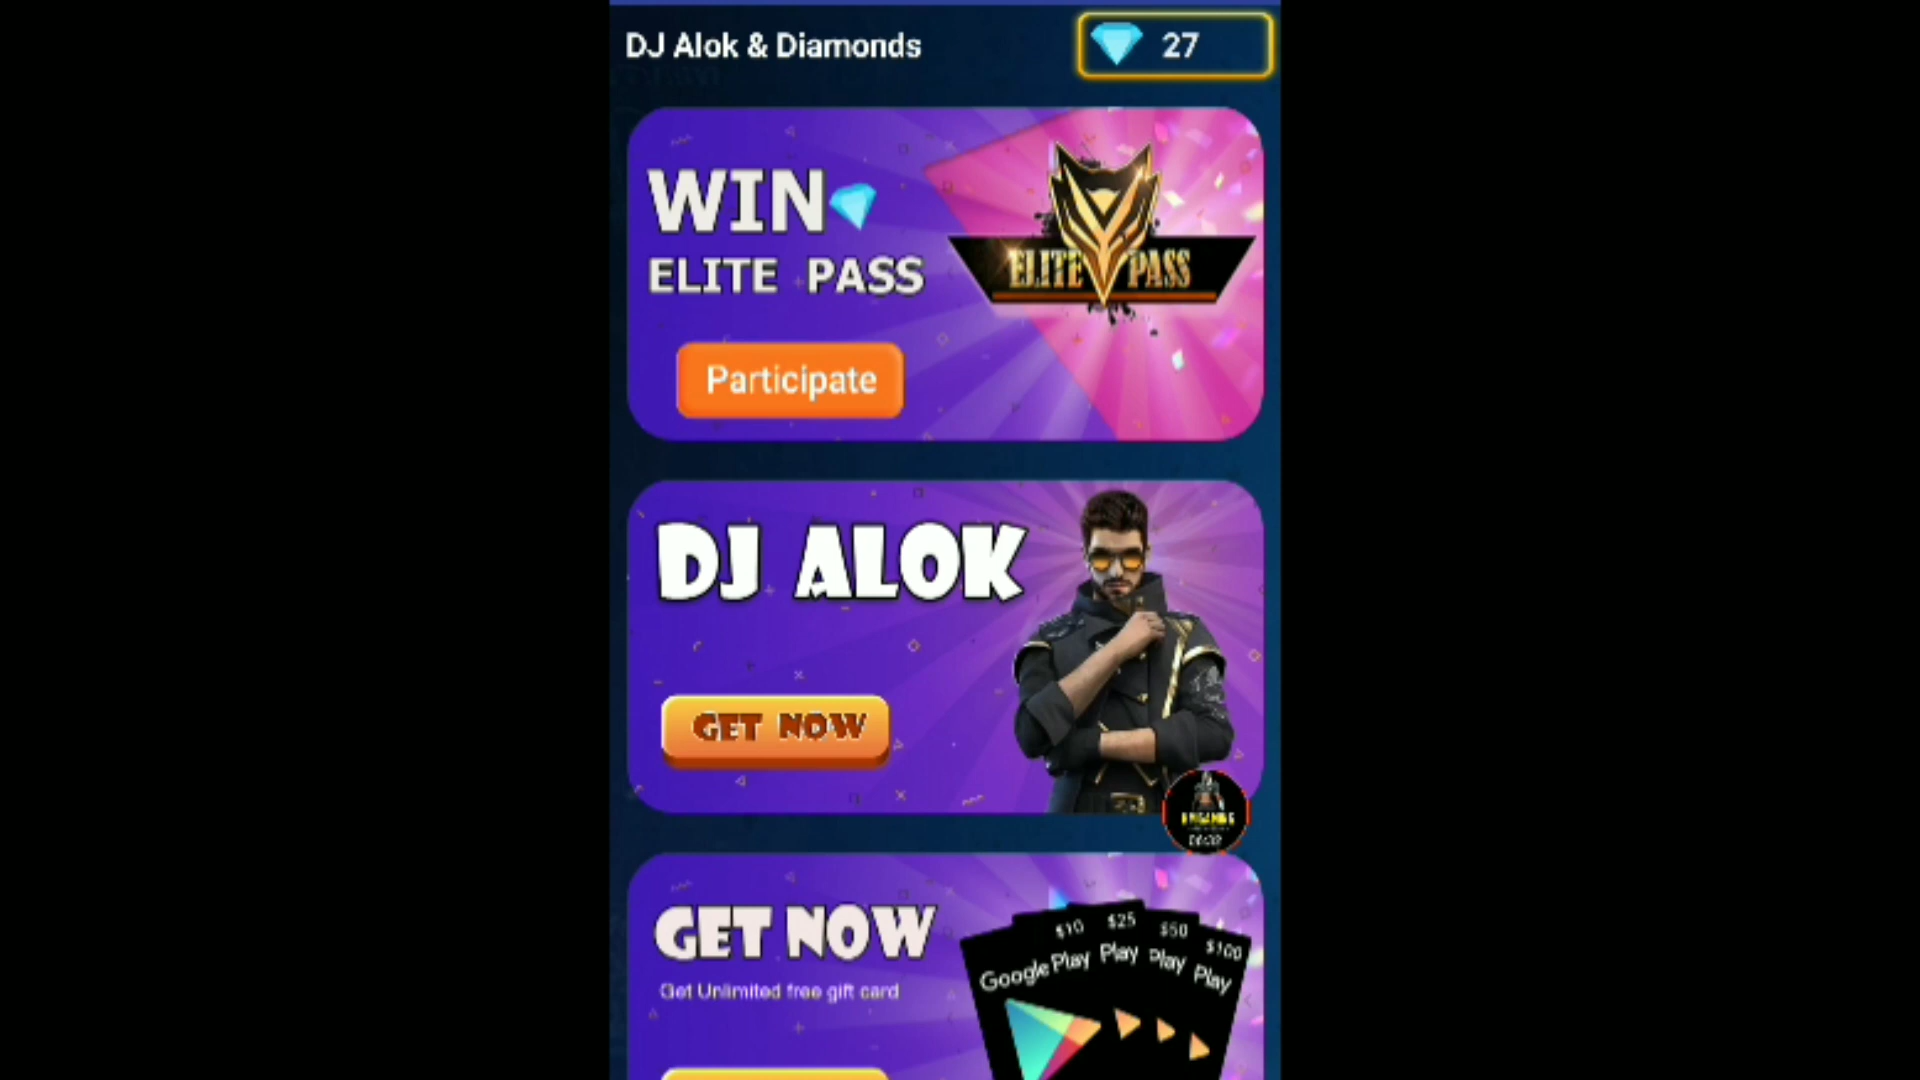 DJ Alok & Diamonds
27
WIN
ELITE PASS
ELITE PASS
Participate
DJ ALOK
GET NOW
GET NOW
Get Unlimited free gift card
$10
$25
$50
$100
Google Play
Play
Play
Play